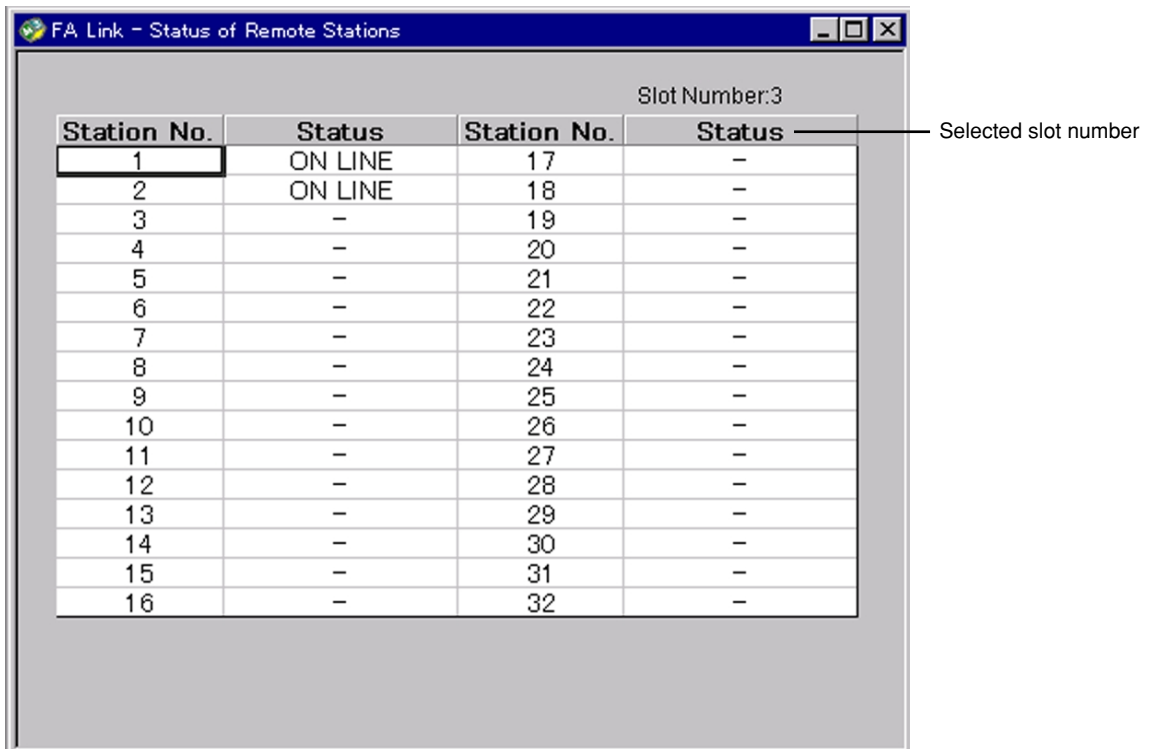 FA Link - Status of Remote Stations
Slot Number:3
Station No. Status Station No. Status
Selected slot number
1 ON LINE 17 -
2 ON LINE 18 -
3 - 19 -
4 - 20 -
5 - 21 -
6 - 22 -
7 - 23 -
8 - 24 -
9 - 25 -
10 - 26 -
11 - 27 -
12 - 28 -
13 - 29 -
14 - 30 -
15 - 31 -
16 - 32 -